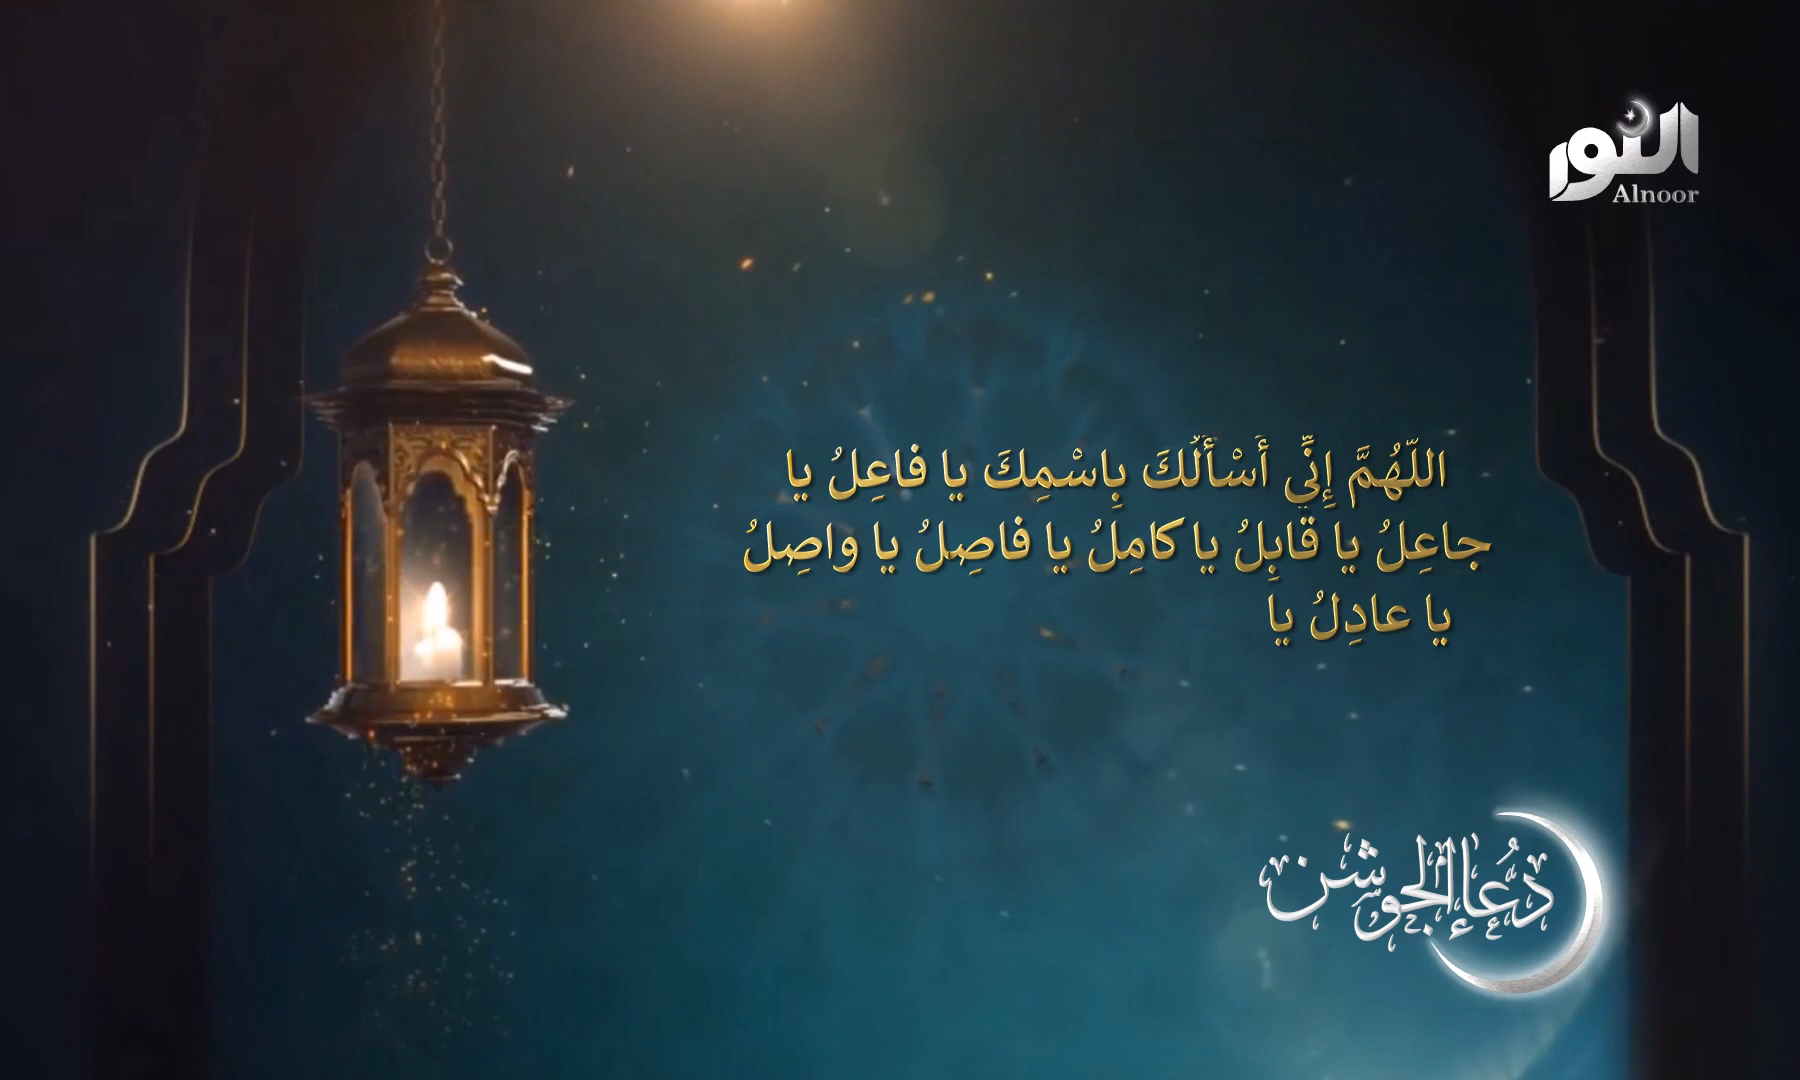 النور
Alnoor
اللّهُمَّ إِنِّي أَسْأَلُكَ بِاسْمِكَ يا فاعِلُ يا
جاعِلُ يا قابِلُ يا كامِلُ يا فاصِلُ يا واصِلُ
يا عادِلُ يا
دُعاء الجوشن